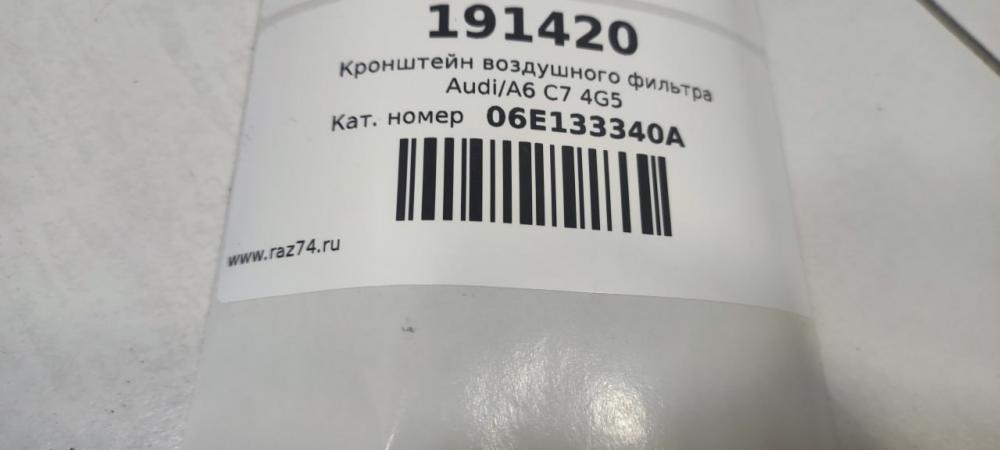 191420
Кронштейн воздушного фильтра
Audi/A6 C7 4G5
Кат. номер 06E133340A
www.raz74.ru